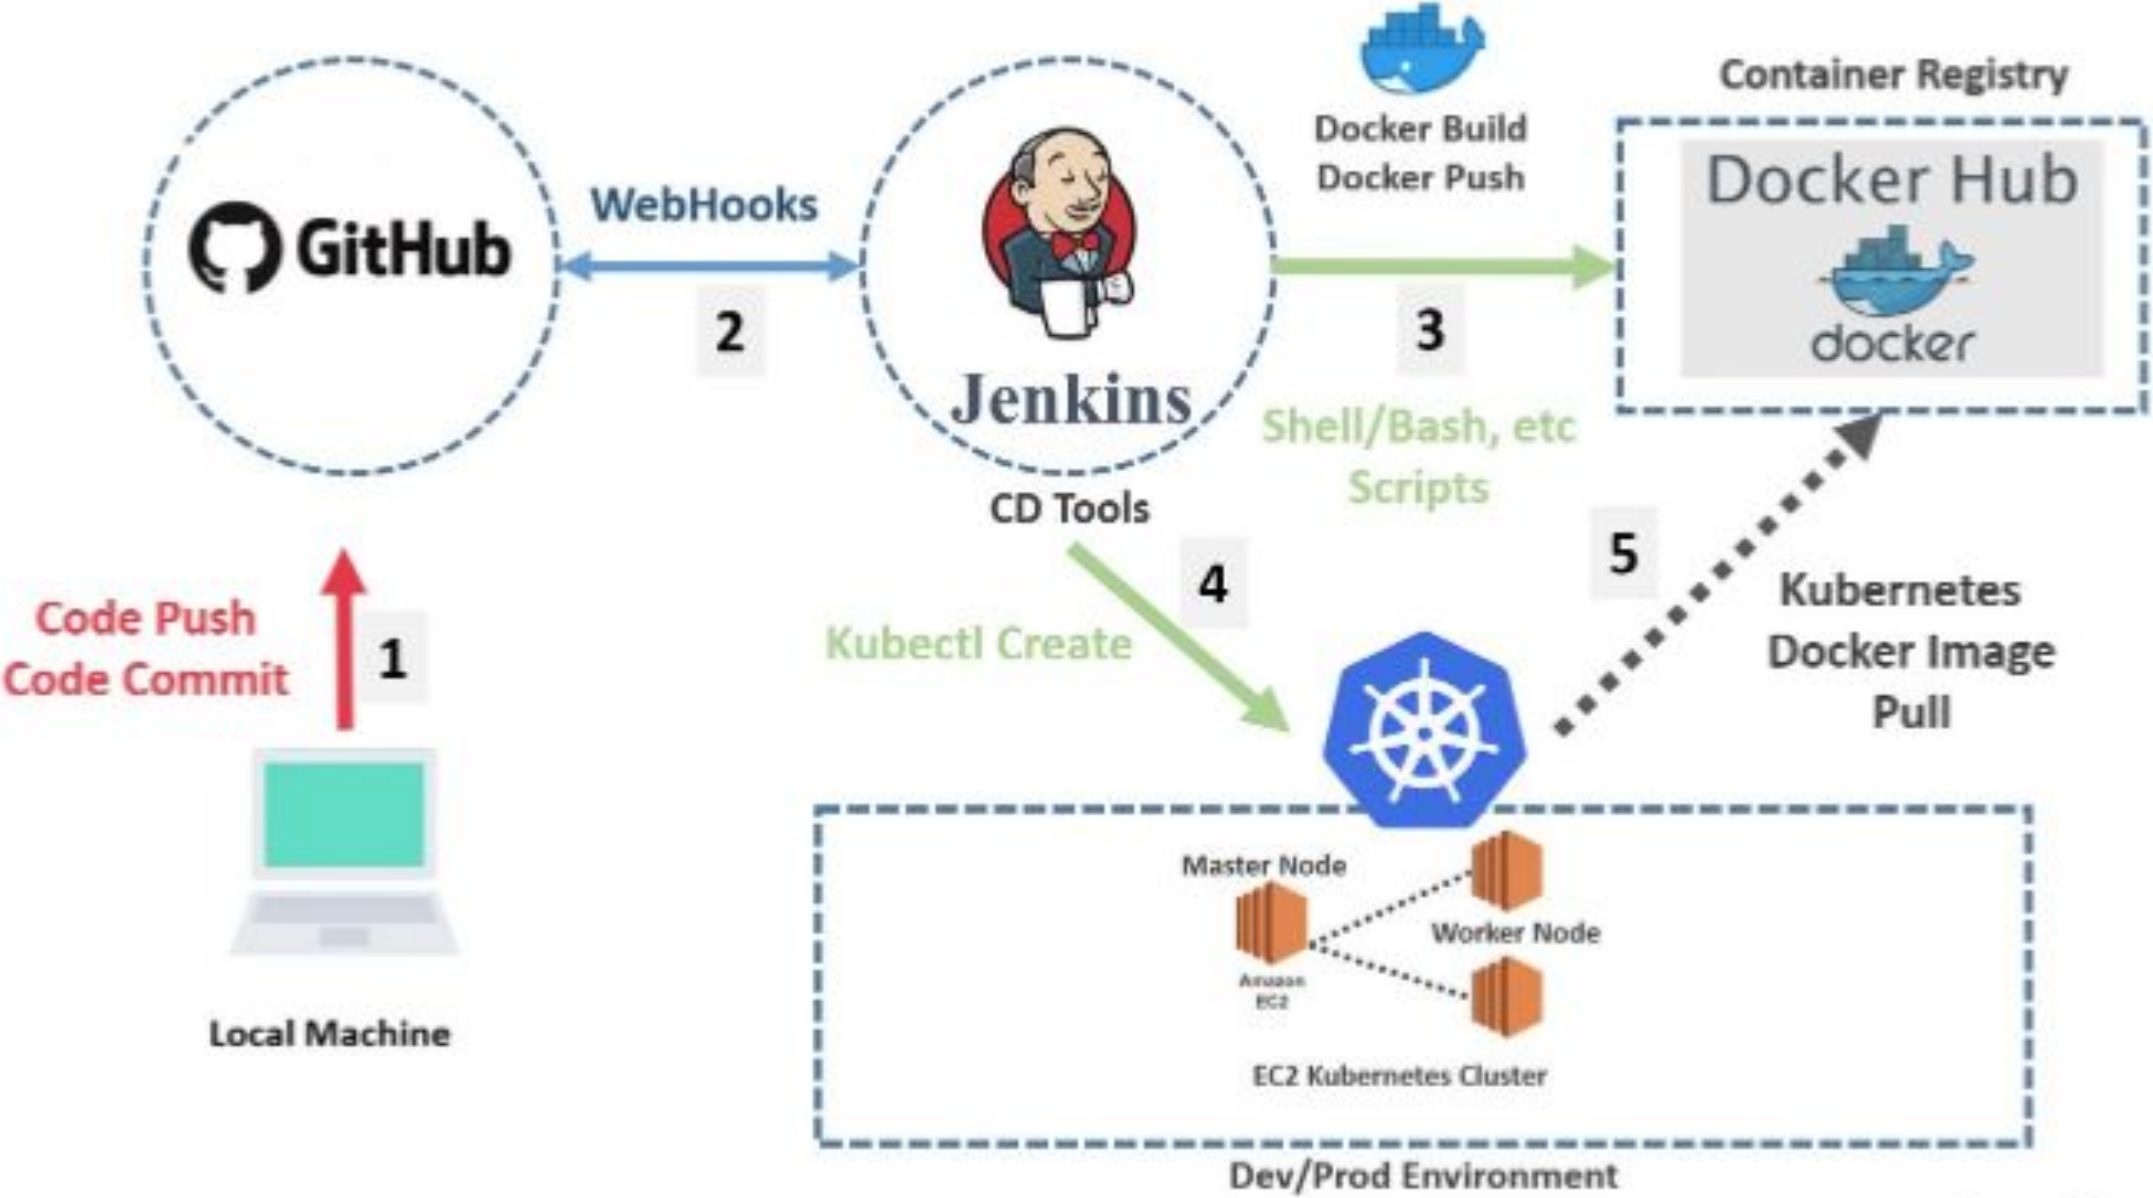 GitHub
WebHooks
2
Jenkins
CD Tools
Docker Build
Docker Push
3
Shell/Bash, etc
Scripts
Container Registry
Docker Hub
docker
Code Push
Code Commit
1
Local Machine
4
Kubectl Create
5
Kubernetes
Docker Image
Pull
Master Node
Amazon
EC2
Worker Node
EC2 Kubernetes Cluster
Dev/Prod Environment